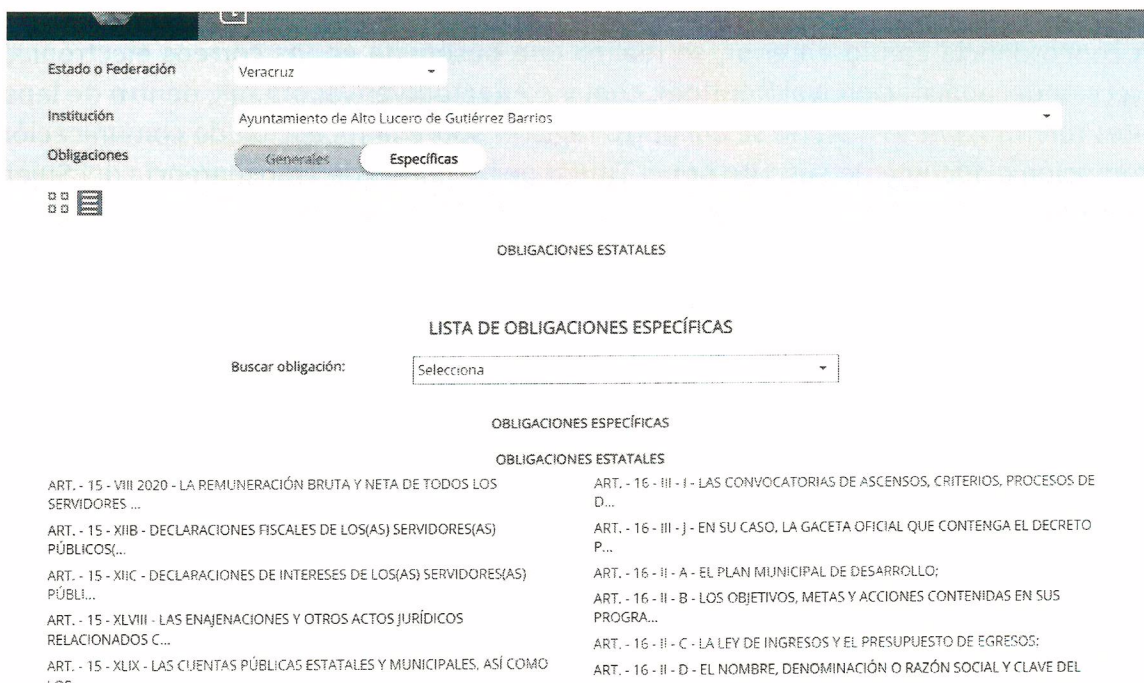 Estado o Federación
Veracruz
Institución
Ayuntamiento de Alto Lucero de Gutiérrez Barrios
Obligaciones
Generales
Específicas
OBLIGACIONES ESTATALES
LISTA DE OBLIGACIONES ESPECÍFICAS
Buscar obligación:
Selecciona
OBLIGACIONES ESPECÍFICAS
OBLIGACIONES ESTATALES
ART. - 15 - VIII 2020 - LA REMUNERACIÓN BRUTA Y NETA DE TODOS LOS
SERVIDORES ...
ART. - 15 - XIIB - DECLARACIONES FISCALES DE LOS(AS) SERVIDORES(AS)
PÚBLICOS(...
ART. - 15 - XIIC - DECLARACIONES DE INTERESES DE LOS(AS) SERVIDORES(AS)
PÚBLI...
ART. - 15 - XLVIII - LAS ENAJENACIONES Y OTROS ACTOS JURÍDICOS
RELACIONADOS C...
ART. - 15 - XLIX - LAS CUENTAS PÚBLICAS ESTATALES Y MUNICIPALES, ASÍ COMO
ART. - 16 - III - I - LAS CONVOCATORIAS DE ASCENSOS, CRITERIOS, PROCESOS DE
D...
ART. - 16 - III - J - EN SU CASO, LA GACETA OFICIAL QUE CONTENGA EL DECRETO
P...
ART. - 16 - II - A - EL PLAN MUNICIPAL DE DESARROLLO;
ART. - 16 - II - B - LOS OBJETIVOS, METAS Y ACCIONES CONTENIDAS EN SUS
PROGRA...
ART. - 16 - II - C - LA LEY DE INGRESOS Y EL PRESUPUESTO DE EGRESOS;
ART. - 16 - II - D - EL NOMBRE, DENOMINACIÓN O RAZÓN SOCIAL Y CLAVE DEL